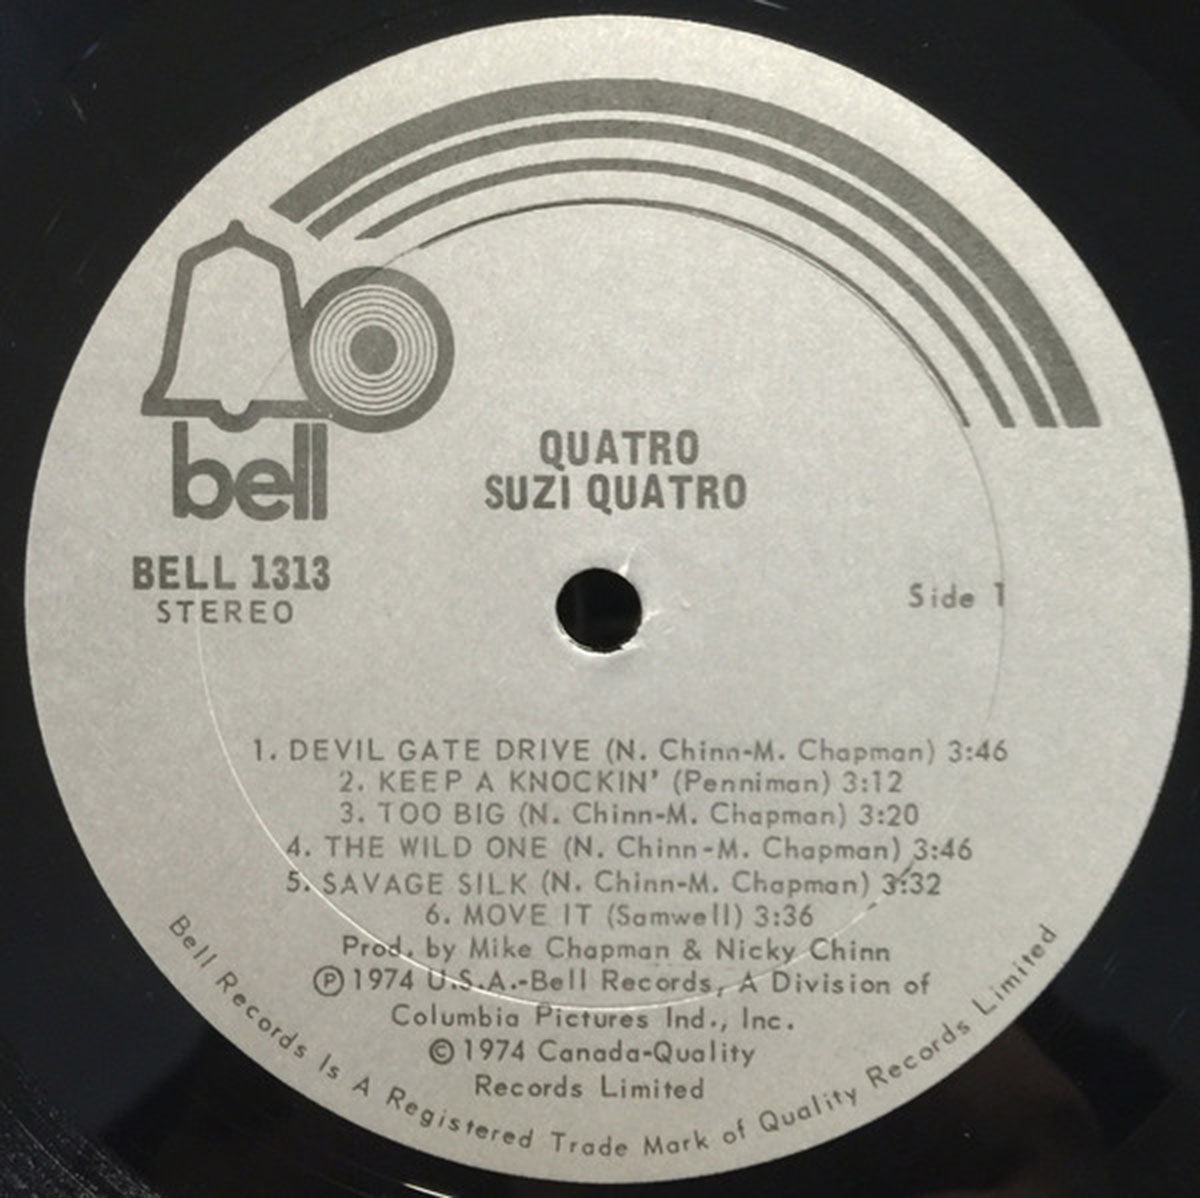 bell
QUATRO
SUZI QUATRO
BELL 1313
STEREO
Side 1
1. DEVIL GATE DRIVE (N. Chinn-M. Chapman) 3:46
2. KEEP A KNOCKIN' (Penniman) 3:12
3. TOO BIG (N. Chinn-M. Chapman) 3:20
4. THE WILD ONE (N. Chinn-M. Chapman) 3:46
5. SAVAGE SILK (N. Chinn-M. Chapman) 3:32
6. MOVE IT (Samwell) 3:36
Prod. by Mike Chapman & Nicky Chinn
Ⓟ 1974 U.S.A.-Bell Records, A Division of
Columbia Pictures Ind., Inc.
© 1974 Canada-Quality
Records Limited
Bell Records Is A Registered Trade Mark of Quality Records Limited